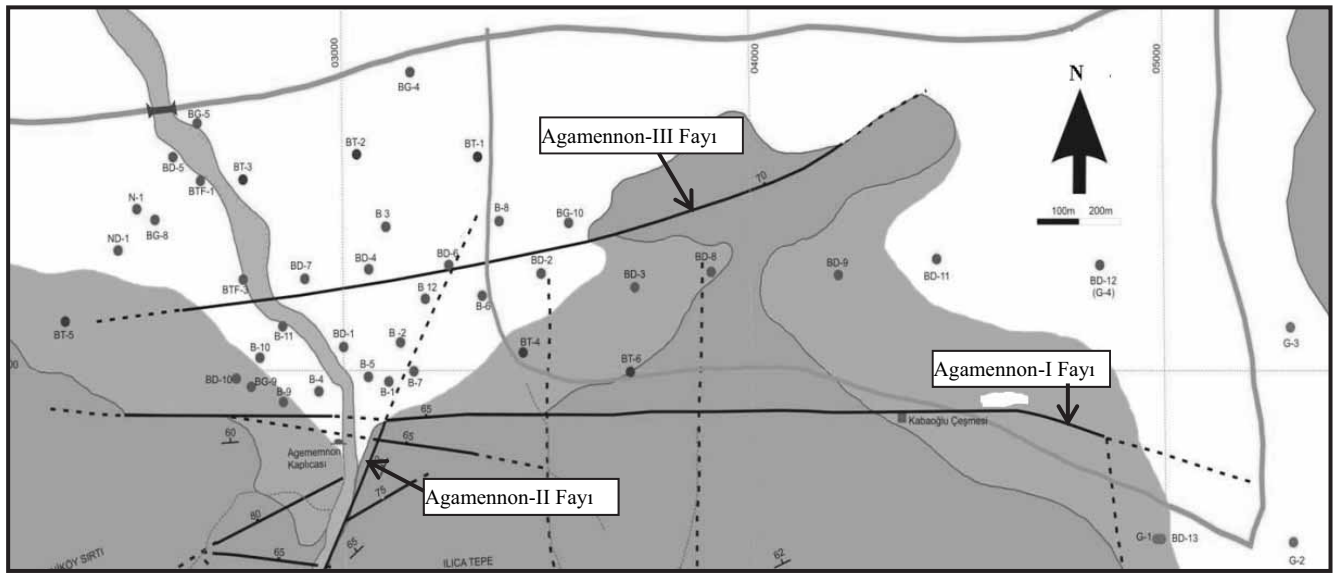 03000
04000
05000
N
100m 200m
BG-4
BG-5
BD-5
BTF-1
BT-3
BT-2
BT-1
Agamennon-III Fayı
70
N-1
BG-8
ND-1
B 3
B-8
BG-10
BD-7
BD-4
BD-6
BD-2
BD-3
BD-8
BD-9
BD-11
BD-12
(G-4)
BTF-3
B 12
B-6
BT-5
B-11
BD-1
B -2
BT-4
G-3
B-10
BT-6
Agamennon-I Fayı
00
BD-10
BG-9
B-9
B-4
B-5
B-1
B-7
65
Kabaoğlu Çeşmesi
60
65
Agememnon
Kaplıcası
Agamennon-II Fayı
75
80
65
65
62
G-1
BD-13
G-2
ILICA TEPE